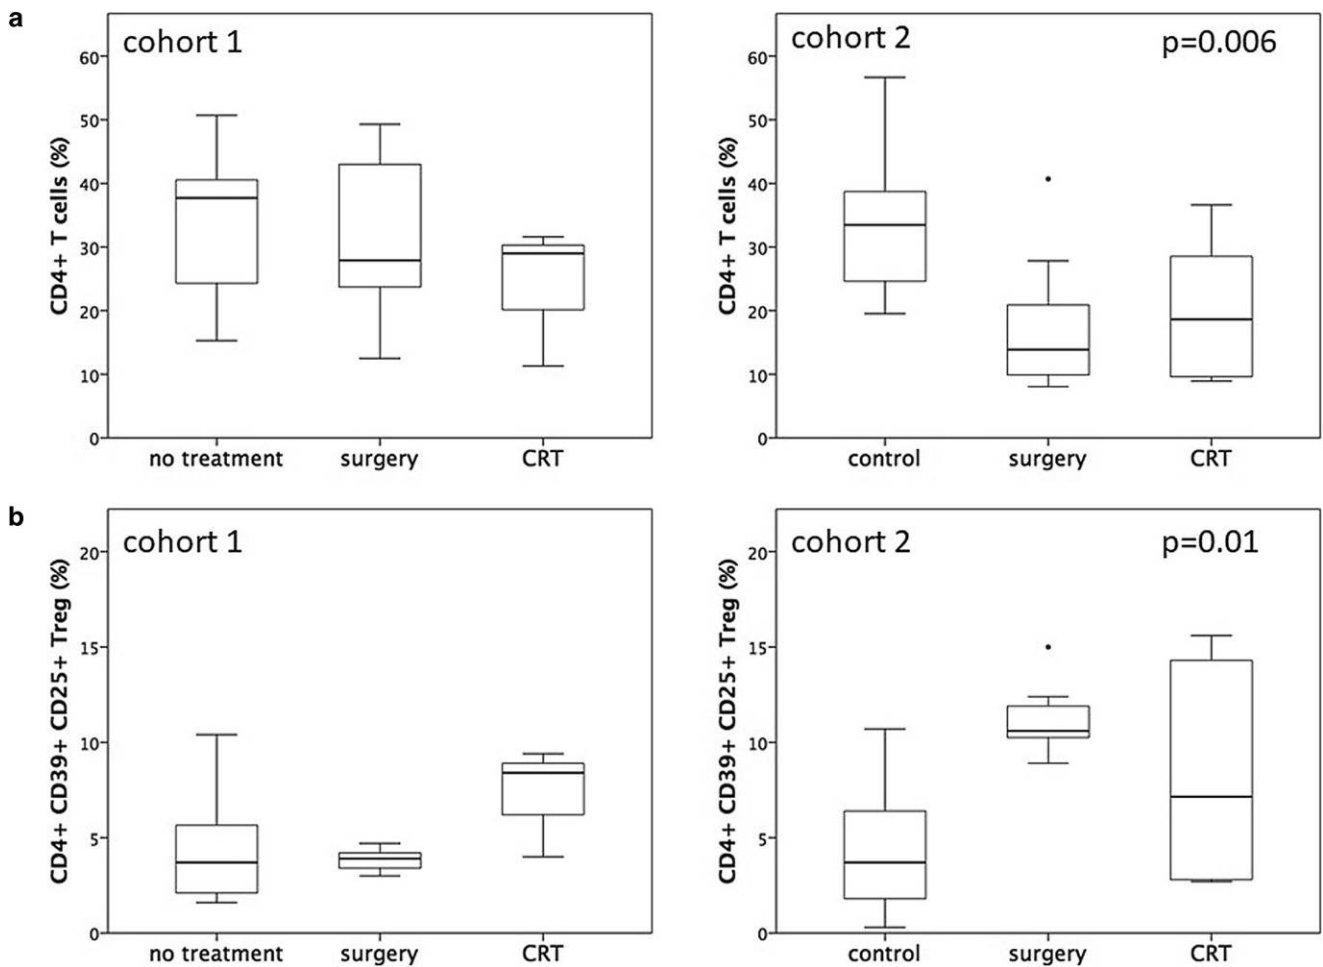 a
cohort 1
CD4+ T cells (%)
60
50
40
30
20
10
0
no treatment surgery CRT
cohort 2 p=0.006
CD4+ T cells (%)
60
50
40
30
20
10
0
control surgery CRT
b
cohort 1
CD4+ CD39+ CD25+ Treg (%)
20
15
10
5
0
no treatment surgery CRT
cohort 2 p=0.01
CD4+ CD39+ CD25+ Treg (%)
20
15
10
5
0
control surgery CRT